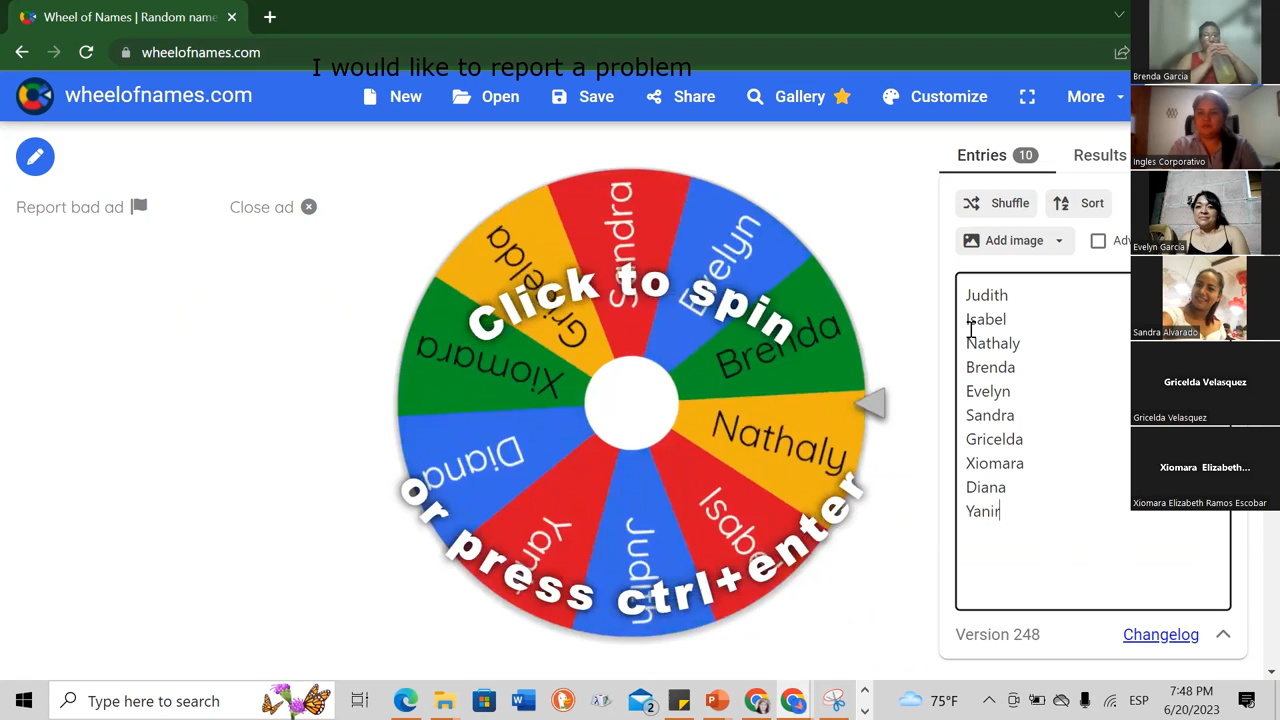 Wheel of Names | Random name
wheelofnames.com
I would like to report a problem
wheelofnames.com
New
Open
Save
Share
Gallery
Customize
More
Report bad ad
Close ad
Click to spin
or press ctrl+enter
Sandra
Evelyn
Brenda
Nathaly
Isabel
Judith
Diana
Xiomara
Gricelda
Entries 10
Results
Shuffle
Sort
Add image
Judith
Isabel
Nathaly
Brenda
Evelyn
Sandra
Gricelda
Xiomara
Diana
Yanir
Version 248
Changelog
Brenda Garcia
Ingles Corporativo
Evelyn Garcia
Sandra Alvarado
Gricelda Velasquez
Gricelda Velasquez
Xiomara Elizabeth...
Xiomara Elizabeth Ramos Escobar
Type here to search
2
75°F
ESP
7:48 PM
6/20/2023